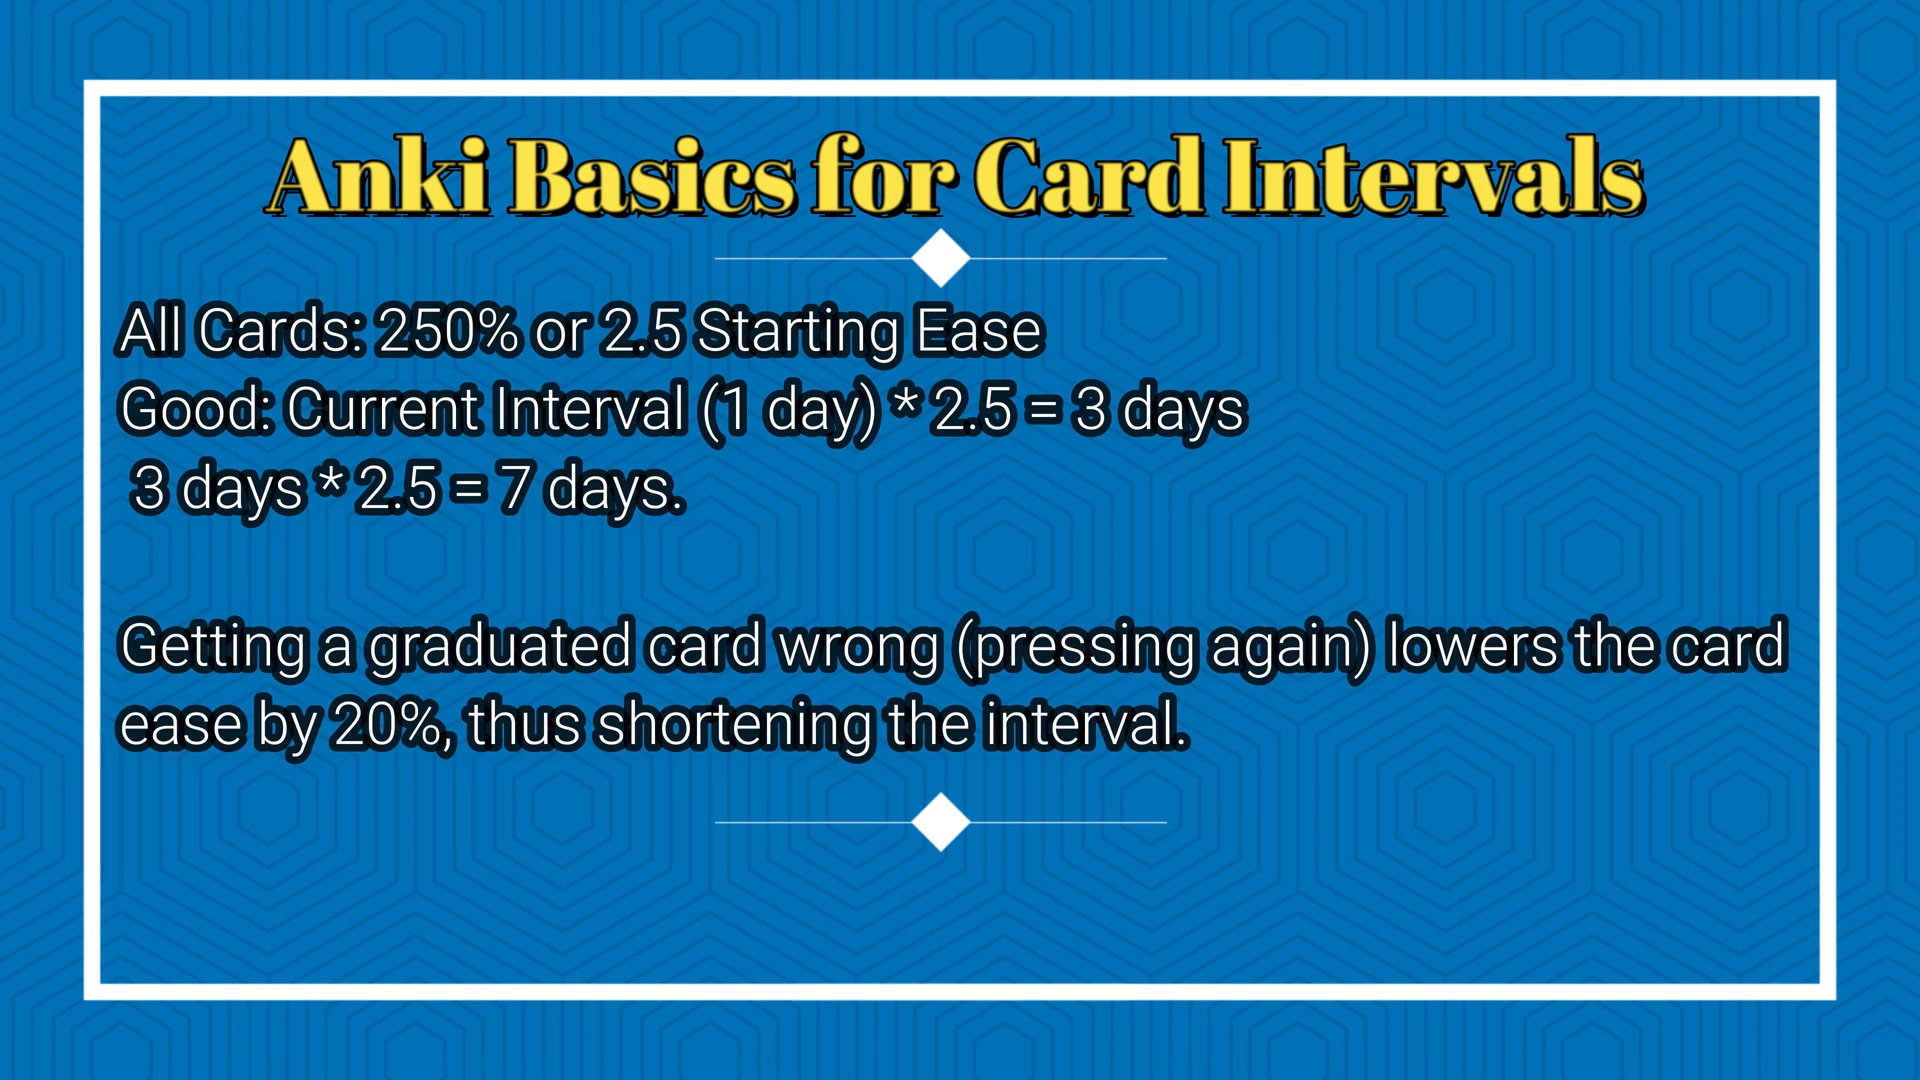 Anki Basics for Card Intervals
All Cards: 250% or 2.5 Starting Ease
Good: Current Interval (1 day) * 2.5 = 3 days
3 days * 2.5 = 7 days.
Getting a graduated card wrong (pressing again) lowers the card
ease by 20%, thus shortening the interval.